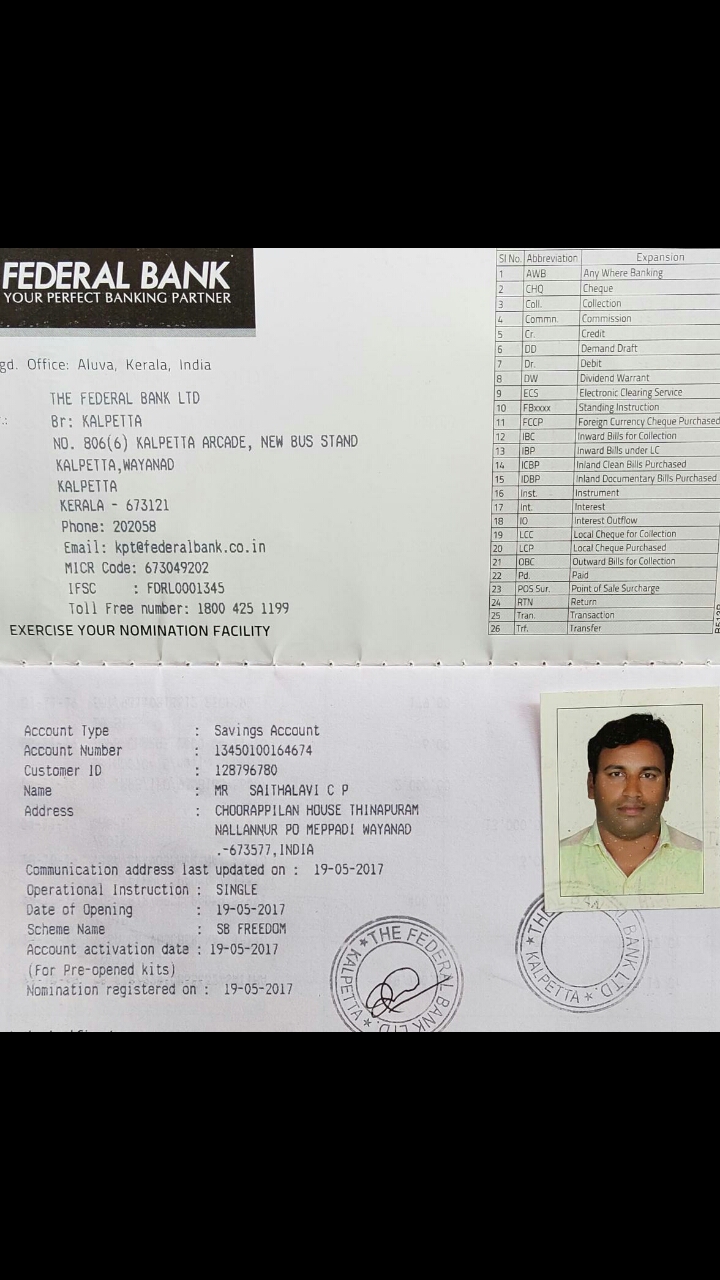 FEDERAL BANK
YOUR PERFECT BANKING PARTNER
gd. Office: Aluva, Kerala, India
THE FEDERAL BANK LTD
Br: KALPETTA
NO. 806(6) KALPETTA ARCADE, NEW BUS STAND
KALPETTA,WAYANAD
KALPETTA
KERALA - 673121
Phone: 202058
Email: kpt@federalbank.co.in
MICR Code: 673049202
IFSC : FDRL0001345
Toll Free number: 1800 425 1199
EXERCISE YOUR NOMINATION FACILITY
Sl No. Abbreviation Expansion
1 AWB Any Where Banking
2 CHQ Cheque
3 Coll. Collection
4 Commn. Commission
5 Cr. Credit
6 DD Demand Draft
7 Dr. Debit
8 DW Dividend Warrant
9 ECS Electronic Clearing Service
10 FBxxxx Standing Instruction
11 FCCP Foreign Currency Cheque Purchased
12 IBC Inward Bills for Collection
13 IBP Inward Bills under LC
14 ICBP Inland Clean Bills Purchased
15 IDBP Inland Documentary Bills Purchased
16 Inst. Instrument
17 Int. Interest
18 IO Interest Outflow
19 LCC Local Cheque for Collection
20 LCP Local Cheque Purchased
21 OBC Outward Bills for Collection
22 Pd. Paid
23 POS Sur. Point of Sale Surcharge
24 RTN Return
25 Tran. Transaction
26 Trf. Transfer
Account Type : Savings Account
Account Number : 13450100164674
Customer ID : 128796780
Name : MR SAITHALAVI C P
Address : CHOORAPPILAN HOUSE THINAPURAM
NALLANNUR PO MEPPADI WAYANAD
.-673577,INDIA
Communication address last updated on : 19-05-2017
Operational Instruction : SINGLE
Date of Opening : 19-05-2017
Scheme Name : SB FREEDOM
Account activation date : 19-05-2017
(For Pre-opened kits)
Nomination registered on : 19-05-2017
THE FEDERAL BANK LTD. KALPETTA
THE BANK LTD. KALPETTA